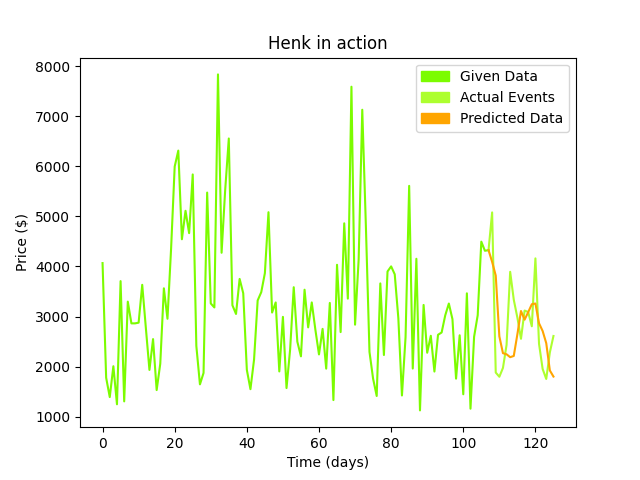 Henk in action
Given Data
Actual Events
Predicted Data
Price ($)
8000
7000
6000
5000
4000
3000
2000
1000
0 20 40 60 80 100 120
Time (days)